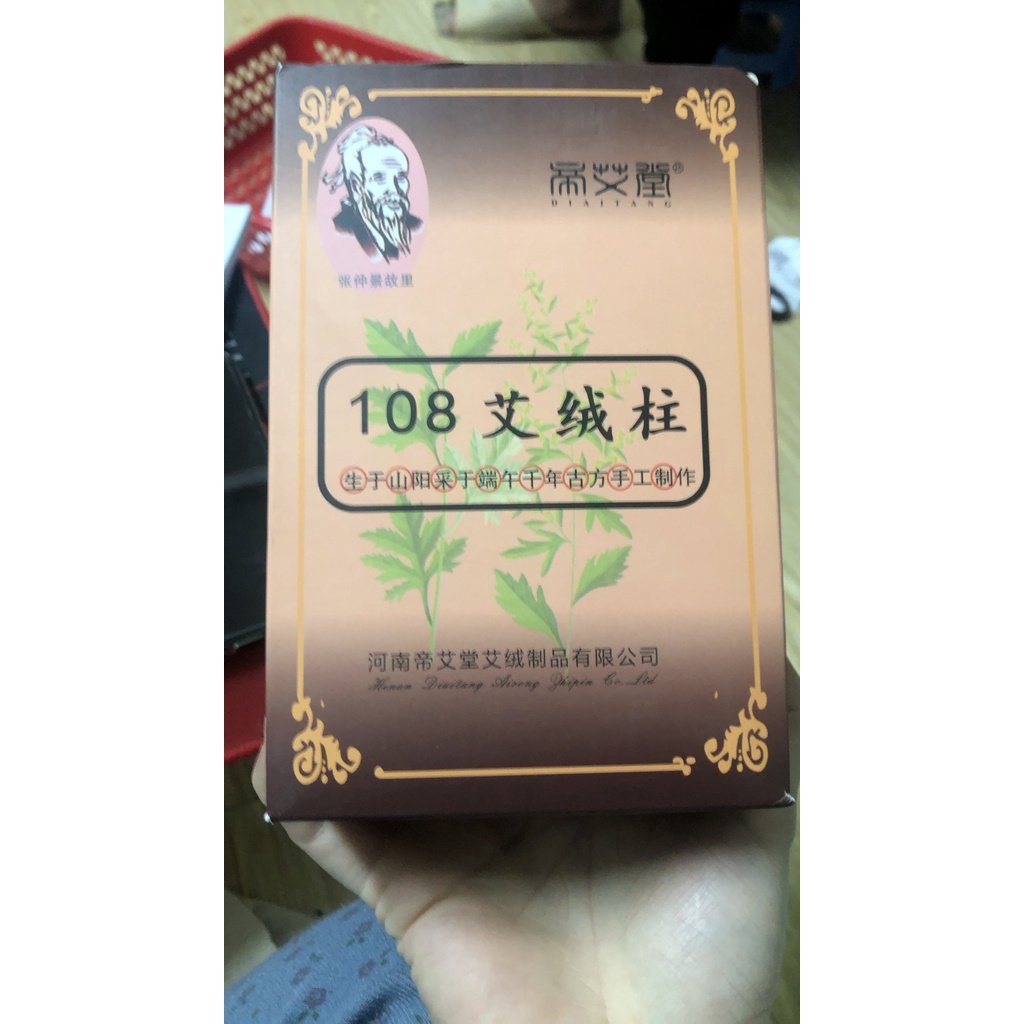 帝艾堂®
DIAITANG
张仲景故里
108 艾绒柱
生于山阳采于端午千年古方手工制作
河南帝艾堂艾绒制品有限公司
Henan Diaitang Airong Zhipin Co.Ltd